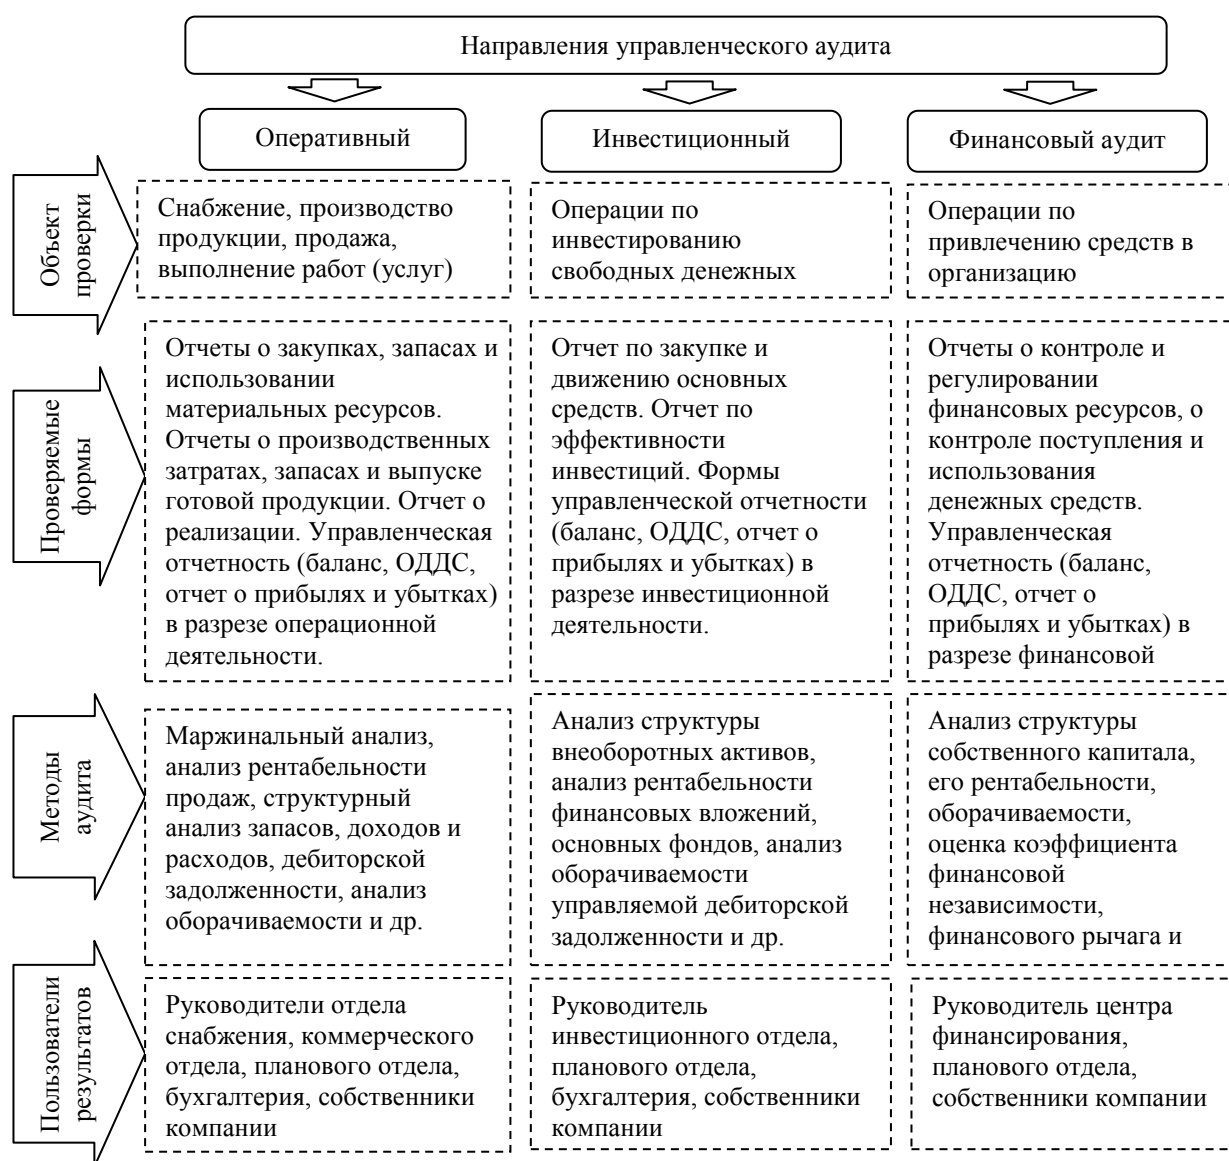 Направления управленческого аудита
Оперативный
Инвестиционный
Финансовый аудит
Объект
проверки
Снабжение, производство
продукции, продажа,
выполнение работ (услуг)
Операции по
инвестированию
свободных денежных
Операции по
привлечению средств в
организацию
Проверяемые
формы
Отчеты о закупках, запасах и
использовании
материальных ресурсов.
Отчеты о производственных
затратах, запасах и выпуске
готовой продукции. Отчет о
реализации. Управленческая
отчетность (баланс, ОДДС,
отчет о прибылях и убытках)
в разрезе операционной
деятельности.
Отчет по закупке и
движению основных
средств. Отчет по
эффективности
инвестиций. Формы
управленческой отчетности
(баланс, ОДДС, отчет о
прибылях и убытках) в
разрезе инвестиционной
деятельности.
Отчеты о контроле и
регулировании
финансовых ресурсов, о
контроле поступления и
использования
денежных средств.
Управленческая
отчетность (баланс,
ОДДС, отчет о
прибылях и убытках) в
разрезе финансовой
Методы
аудита
Маржинальный анализ,
анализ рентабельности
продаж, структурный
анализ запасов, доходов и
расходов, дебиторской
задолженности, анализ
оборачиваемости и др.
Анализ структуры
внеоборотных активов,
анализ рентабельности
финансовых вложений,
основных фондов, анализ
оборачиваемости
управляемой дебиторской
задолженности и др.
Анализ структуры
собственного капитала,
его рентабельности,
оборачиваемости,
оценка коэффициента
финансовой
независимости,
финансового рычага и
Пользователи
результатов
Руководители отдела
снабжения, коммерческого
отдела, планового отдела,
бухгалтерия, собственники
компании
Руководитель
инвестиционного отдела,
планового отдела,
бухгалтерия, собственники
компании
Руководитель центра
финансирования,
планового отдела,
собственники компании